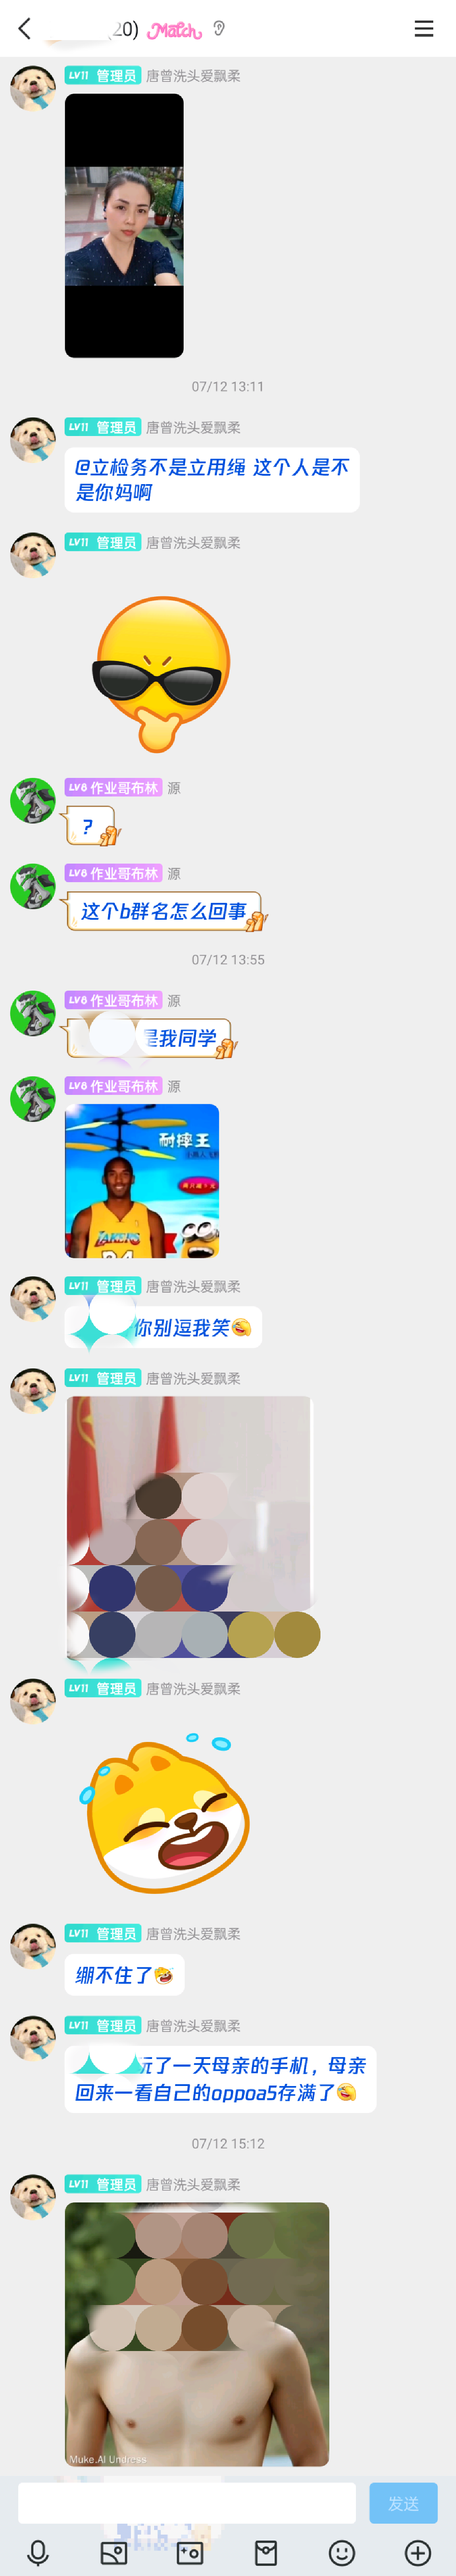 20)
Match
LV11 管理员 唐曾洗头爱飘柔
07/12 13:11
LV11 管理员 唐曾洗头爱飘柔
@立检务不是立用绳 这个人是不
是你妈啊
LV11 管理员 唐曾洗头爱飘柔
LV8 作业哥布林 源
?
LV8 作业哥布林 源
这个b群名怎么回事
07/12 13:55
LV8 作业哥布林 源
是我同学
LV8 作业哥布林 源
耐摔王
LAKERS
LV11 管理员 唐曾洗头爱飘柔
你别逗我笑
LV11 管理员 唐曾洗头爱飘柔
LV11 管理员 唐曾洗头爱飘柔
LV11 管理员 唐曾洗头爱飘柔
绷不住了
LV11 管理员 唐曾洗头爱飘柔
玩了一天母亲的手机，母亲
回来一看自己的oppoa5存满了
07/12 15:12
LV11 管理员 唐曾洗头爱飘柔
Muke.AI Undress
发送